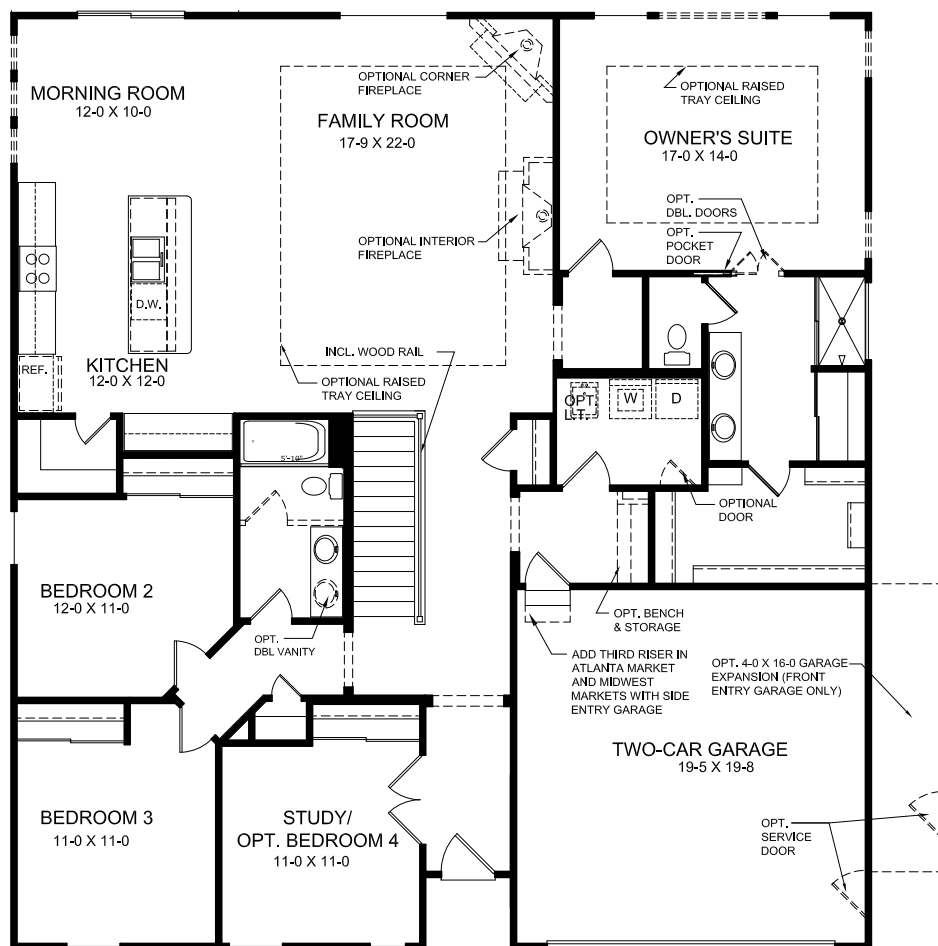 OPTIONAL CORNER
FIREPLACE
MORNING ROOM
12-0 X 10-0
FAMILY ROOM
17-9 X 22-0
OPTIONAL RAISED
TRAY CEILING
OWNER'S SUITE
17-0 X 14-0
OPT.
DBL. DOORS
OPT.
POCKET
DOOR
OPTIONAL INTERIOR
FIREPLACE
D.W.
INCL. WOOD RAIL
REF.
KITCHEN
12-0 X 12-0
OPTIONAL RAISED
TRAY CEILING
OPT.
L.T.
W
D
5'-10"
OPTIONAL
DOOR
BEDROOM 2
12-0 X 11-0
OPT.
DBL VANITY
OPT. BENCH
& STORAGE
ADD THIRD RISER IN
ATLANTA MARKET
AND MIDWEST
MARKETS WITH SIDE
ENTRY GARAGE
OPT. 4-0 X 16-0 GARAGE
EXPANSION (FRONT
ENTRY GARAGE ONLY)
TWO-CAR GARAGE
19-5 X 19-8
BEDROOM 3
11-0 X 11-0
STUDY/
OPT. BEDROOM 4
11-0 X 11-0
OPT.
SERVICE
DOOR